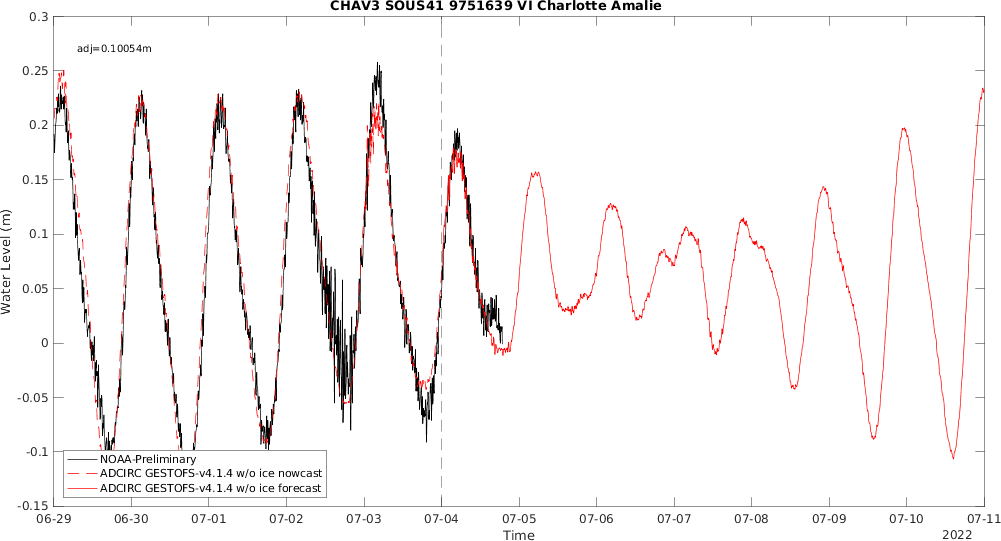 CHAV3 SOUS41 9751639 VI Charlotte Amalie
adj=0.10054m
0.3
0.25
0.2
0.15
0.1
0.05
0
-0.05
-0.1
-0.15
Water Level (m)
NOAA-Preliminary
ADCIRC GESTOFS-v4.1.4 w/o ice nowcast
ADCIRC GESTOFS-v4.1.4 w/o ice forecast
06-29 06-30 07-01 07-02 07-03 07-04 07-05 07-06 07-07 07-08 07-09 07-10 07-11
Time
2022